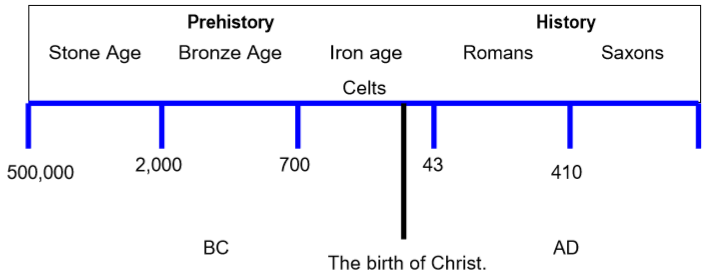 Prehistory History
Stone Age Bronze Age Iron age Romans Saxons
Celts
500,000 2,000 700 43 410
BC AD
The birth of Christ.